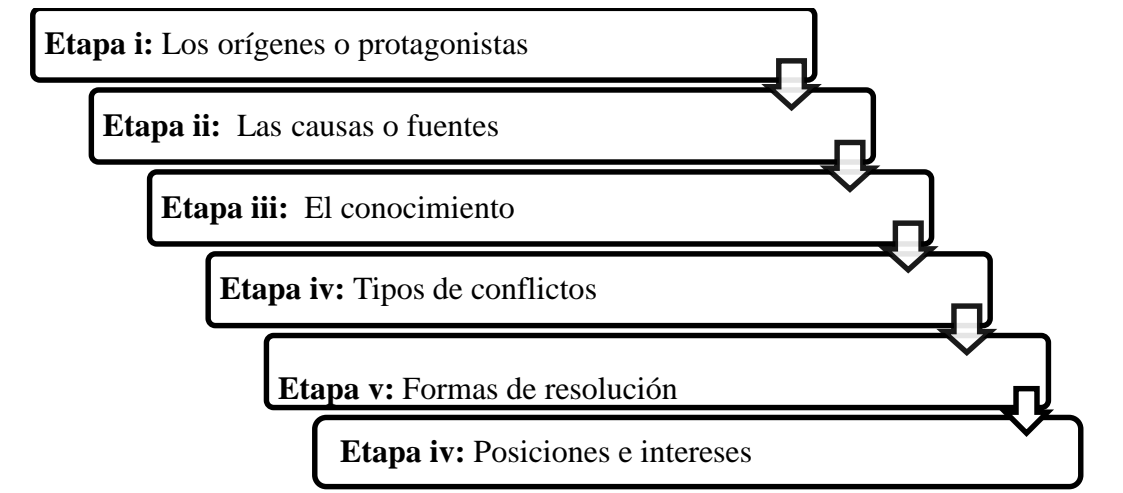 Etapa i: Los orígenes o protagonistas
Etapa ii: Las causas o fuentes
Etapa iii: El conocimiento
Etapa iv: Tipos de conflictos
Etapa v: Formas de resolución
Etapa iv: Posiciones e intereses